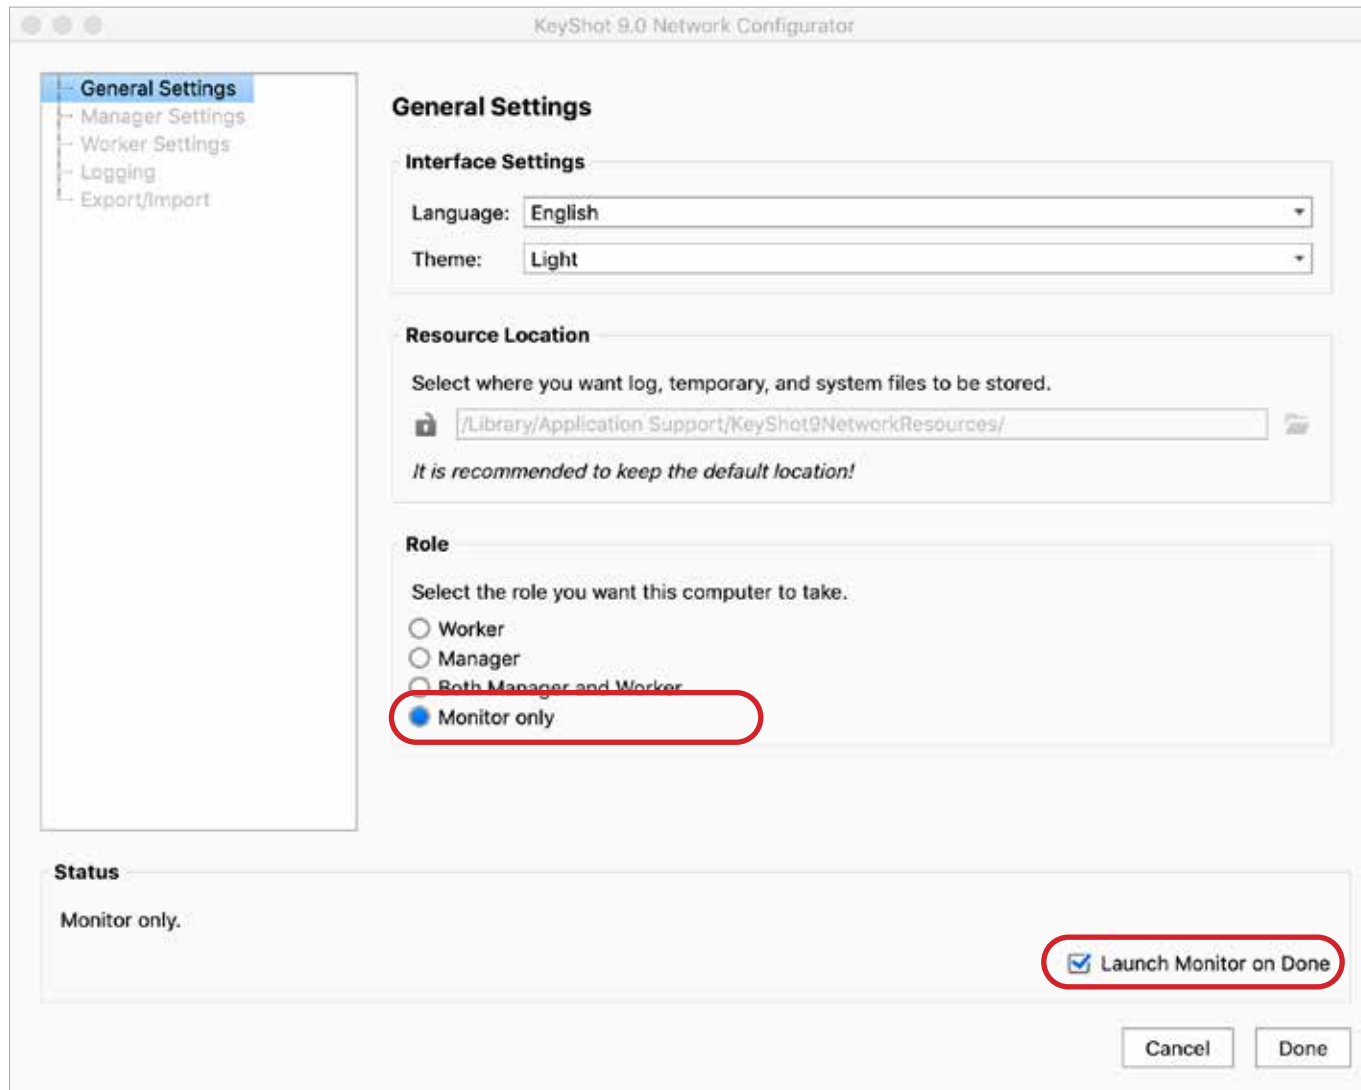 KeyShot 9.0 Network Configurator
General Settings
Manager Settings
Worker Settings
Logging
Export/Import
General Settings
Interface Settings
Language: English
Theme: Light
Resource Location
Select where you want log, temporary, and system files to be stored.
/Library/Application Support/KeyShot9NetworkResources/
It is recommended to keep the default location!
Role
Select the role you want this computer to take.
Worker
Manager
Both Manager and Worker
Monitor only
Status
Monitor only.
Launch Monitor on Done
Cancel Done